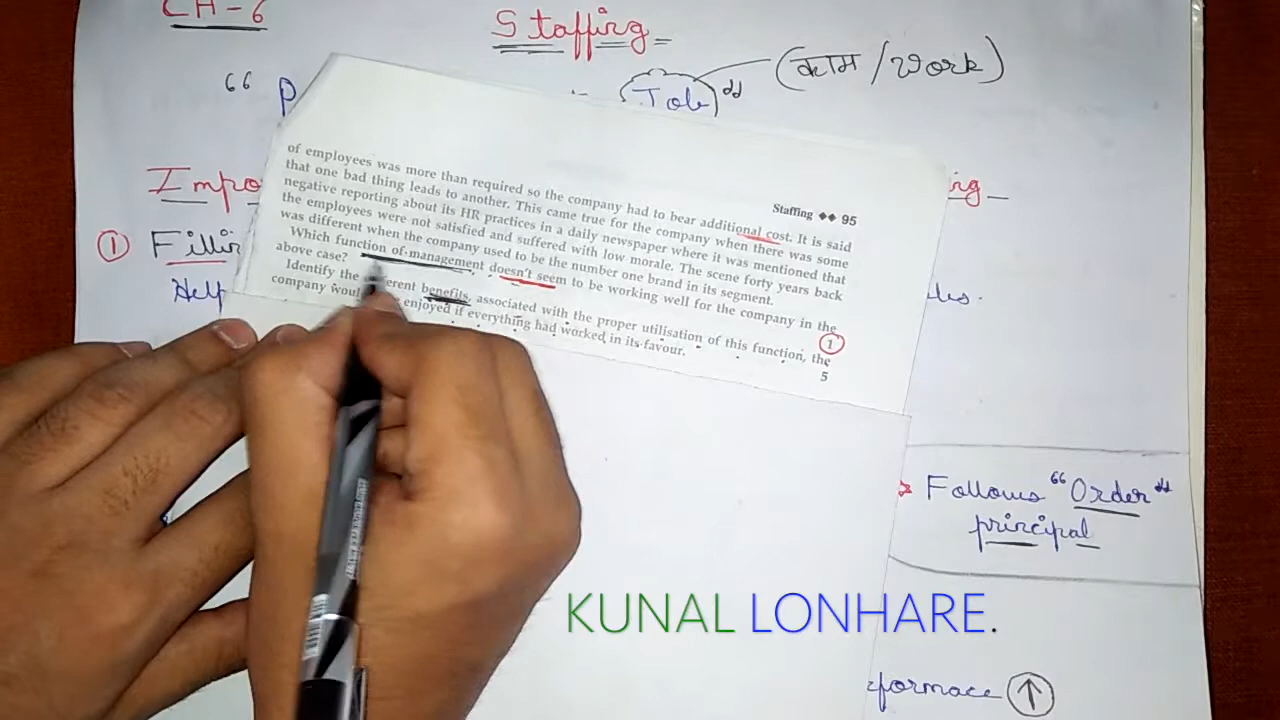 CH-6
Staffing
(काम / Work)
“ P
Job”
Staffing ◆◆ 95
of employees was more than required so the company had to bear additional cost. It is said
that one bad thing leads to another. This came true for the company when there was some
negative reporting about its HR practices in a daily newspaper where it was mentioned that
the employees were not satisfied and suffered with low morale. The scene forty years back
was different when the company used to be the number one brand in its segment.
Which function of management doesn't seem to be working well for the company in the
above case? 1
Identify the benefits, associated with the proper utilisation of this function, the
company enjoyed if everything had worked in its favour. 5
① Fillin
Help
Follows “Order”
principal
KUNAL LONHARE.
formace ↑